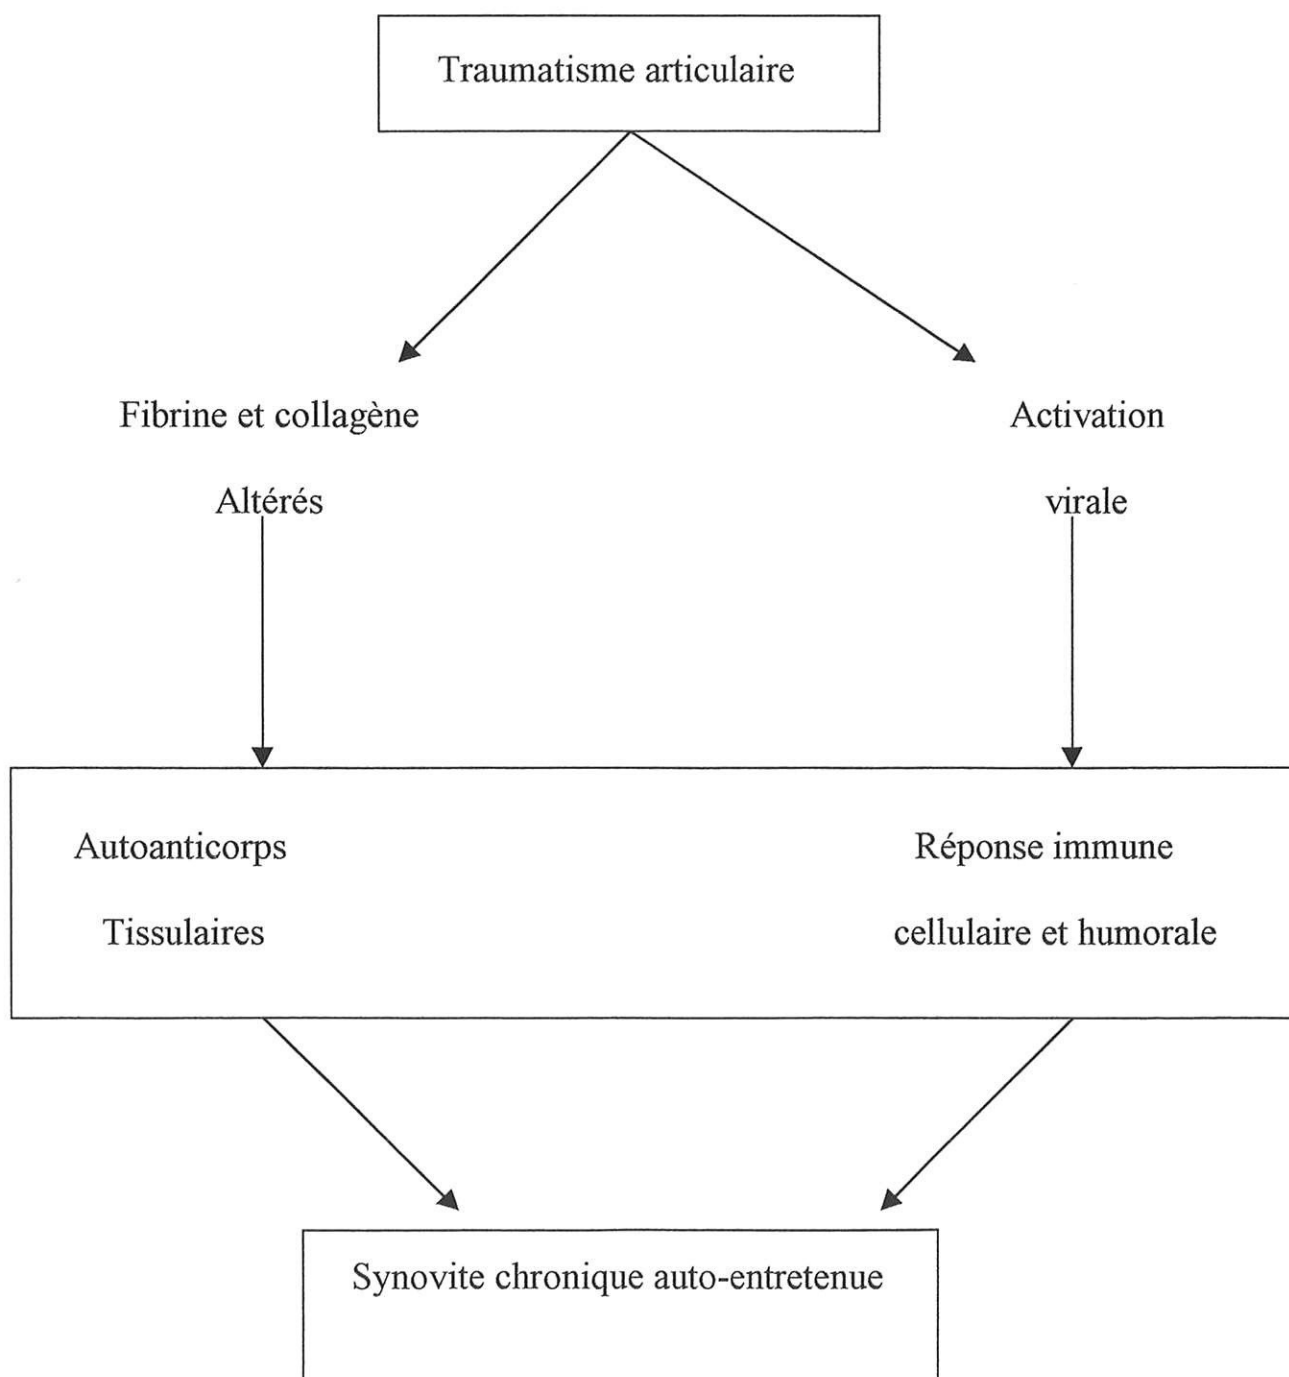 Traumatisme articulaire
Fibrine et collagène
Altérés
Activation
virale
Autoanticorps
Tissulaires
Réponse immune
cellulaire et humorale
Synovite chronique auto-entretenue